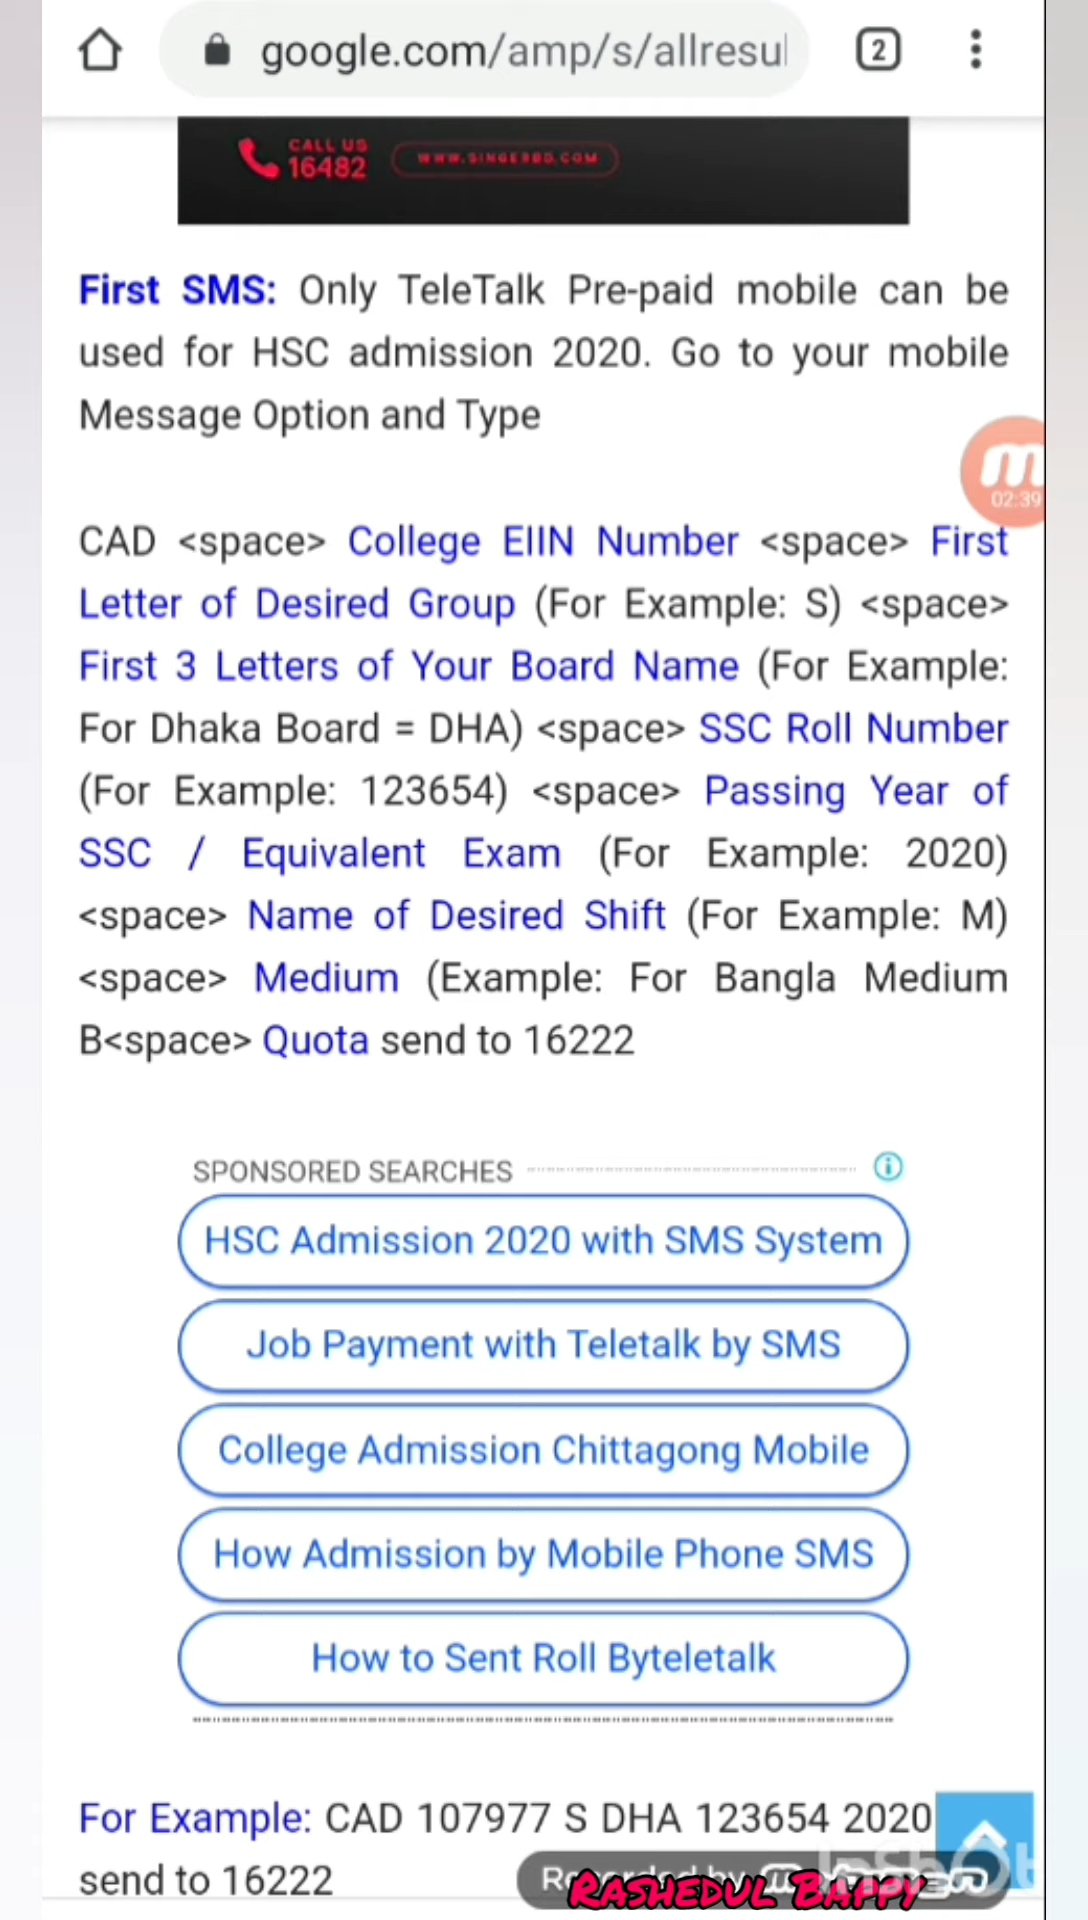 google.com/amp/s/allresul
2
CALL US
16482
WWW.SINGERBD.COM
First SMS: Only TeleTalk Pre-paid mobile can be
used for HSC admission 2020. Go to your mobile
Message Option and Type
02:39
CAD <space> College EIIN Number <space> First
Letter of Desired Group (For Example: S) <space>
First 3 Letters of Your Board Name (For Example:
For Dhaka Board = DHA) <space> SSC Roll Number
(For Example: 123654) <space> Passing Year of
SSC / Equivalent Exam (For Example: 2020)
<space> Name of Desired Shift (For Example: M)
<space> Medium (Example: For Bangla Medium
B<space> Quota send to 16222
SPONSORED SEARCHES
HSC Admission 2020 with SMS System
Job Payment with Teletalk by SMS
College Admission Chittagong Mobile
How Admission by Mobile Phone SMS
How to Sent Roll Byteletalk
For Example: CAD 107977 S DHA 123654 2020
send to 16222
Recorded by
RASHEDUL BAPPY